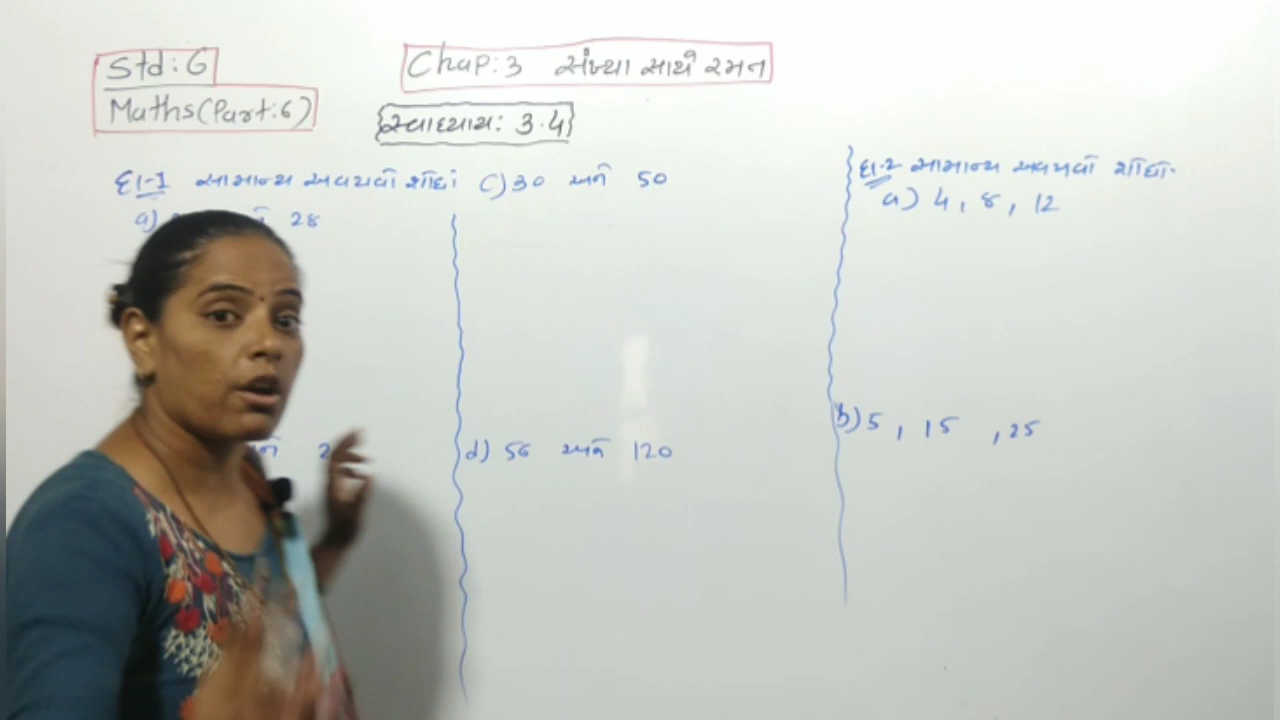 Std: 6
Maths(Part:6)
Chap: 3 સંખ્યા સાથે રમત
સ્વાધ્યાય: 3.4
દા-1 સામાન્ય અવયવો શોધો
a) 28
c) 30 અને 50
d) 56 અને 120
દા-2 સામાન્ય અવયવો શોધો.
a) 4, 8, 12
b) 5, 15, 25